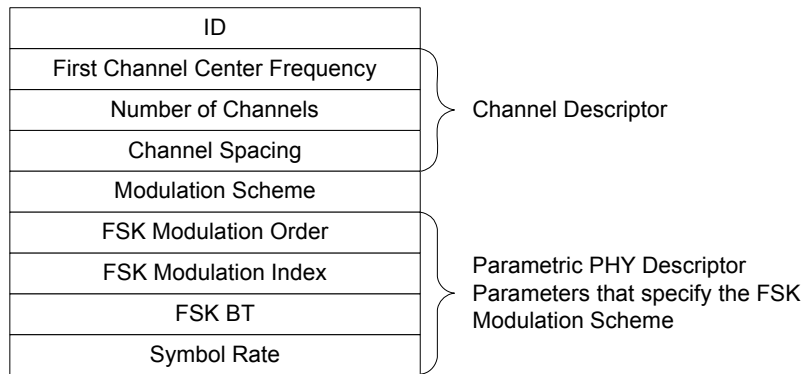 ID
First Channel Center Frequency
Number of Channels
Channel Spacing
Channel Descriptor
Modulation Scheme
FSK Modulation Order
FSK Modulation Index
FSK BT
Symbol Rate
Parametric PHY Descriptor
Parameters that specify the FSK
Modulation Scheme